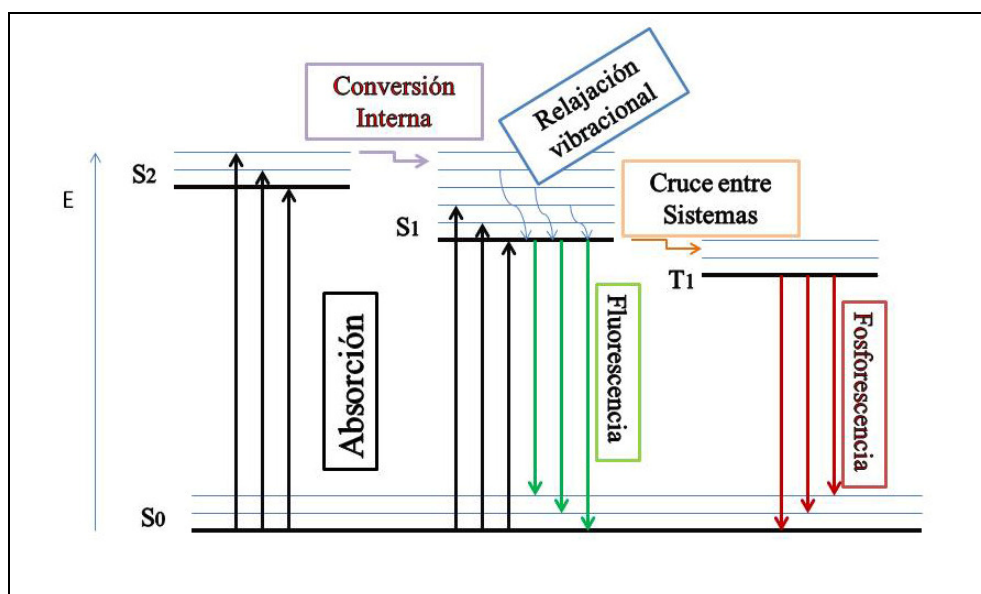 Conversión
Interna
Relajación
vibracional
S2
E
Cruce entre
Sistemas
S1
T1
Absorción
Fluorescencia
Fosforescencia
S0